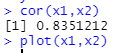 > cor(x1,x2)
[1] 0.8351212
> plot(x1,x2)